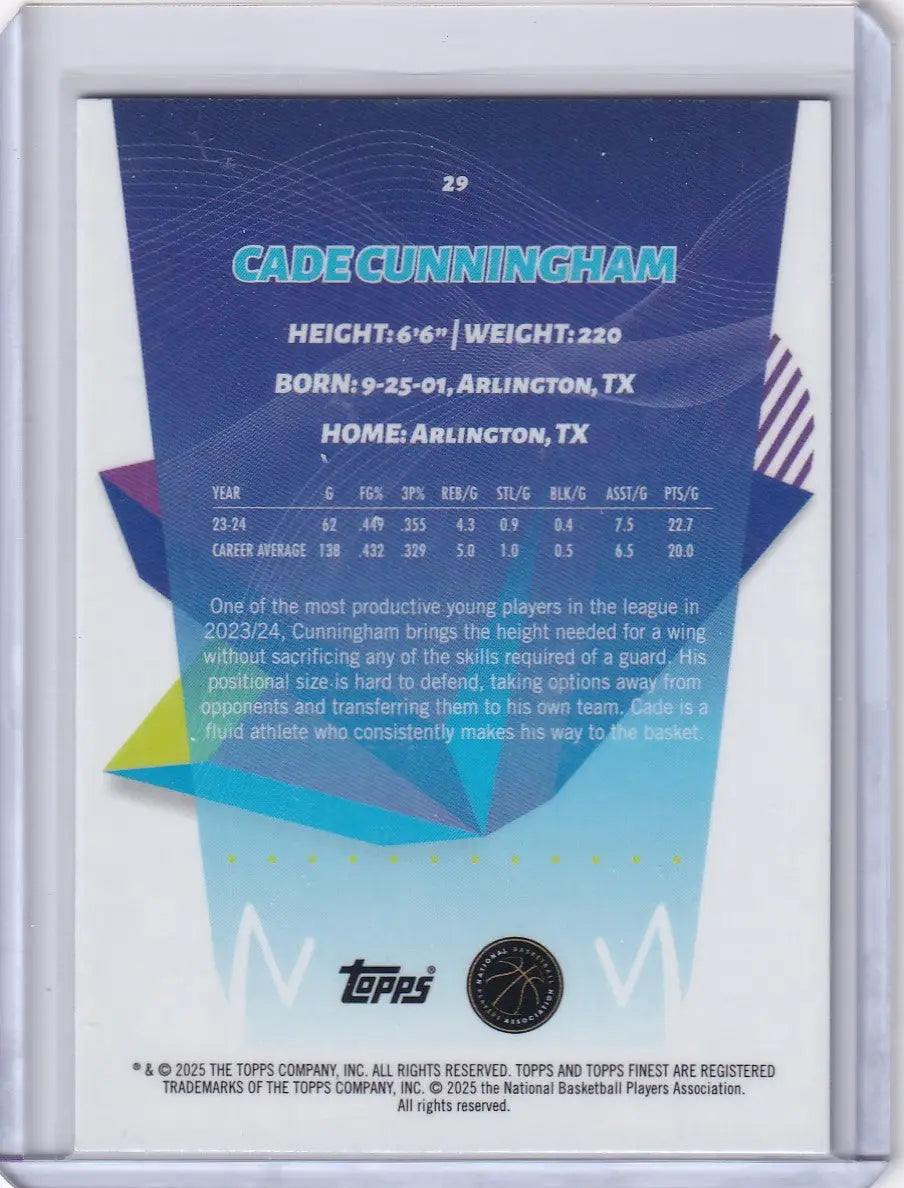 29
CADE CUNNINGHAM
HEIGHT: 6'6" | WEIGHT: 220
BORN: 9-25-01, ARLINGTON, TX
HOME: ARLINGTON, TX
YEAR G FG% 3P% REB/G STL/G BLK/G ASST/G PTS/G
23-24 62 .449 .355 4.3 0.9 0.4 7.5 22.7
CAREER AVERAGE 138 .432 .329 5.0 1.0 0.5 6.5 20.0
One of the most productive young players in the league in
2023/24, Cunningham brings the height needed for a wing
without sacrificing any of the skills required of a guard. His
positional size is hard to defend, taking options away from
opponents and transferring them to his own team. Cade is a
fluid athlete who consistently makes his way to the basket.
topps®
NATIONAL BASKETBALL
PLAYERS ASSOCIATION
® & © 2025 THE TOPPS COMPANY, INC. ALL RIGHTS RESERVED. TOPPS AND TOPPS FINEST ARE REGISTERED
TRADEMARKS OF THE TOPPS COMPANY, INC. © 2025 the National Basketball Players Association.
All rights reserved.